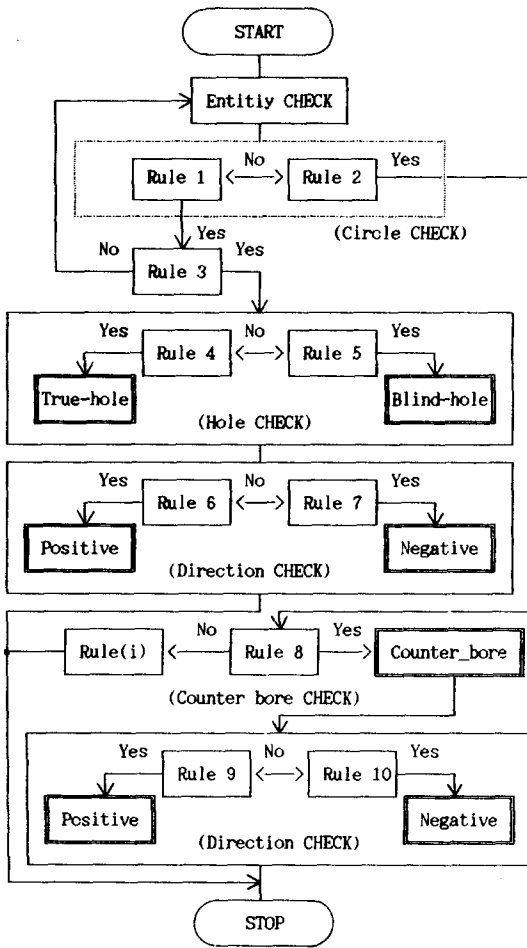 START
Entitiy CHECK
No Yes
Rule 1 Rule 2
Yes (Circle CHECK)
No Rule 3 Yes
Yes Rule 4 No Rule 5 Yes
True-hole Blind-hole
(Hole CHECK)
Yes Rule 6 No Rule 7 Yes
Positive Negative
(Direction CHECK)
Rule(i) No Rule 8 Yes Counter_bore
(Counter bore CHECK)
Yes Rule 9 No Rule 10 Yes
Positive Negative
(Direction CHECK)
STOP